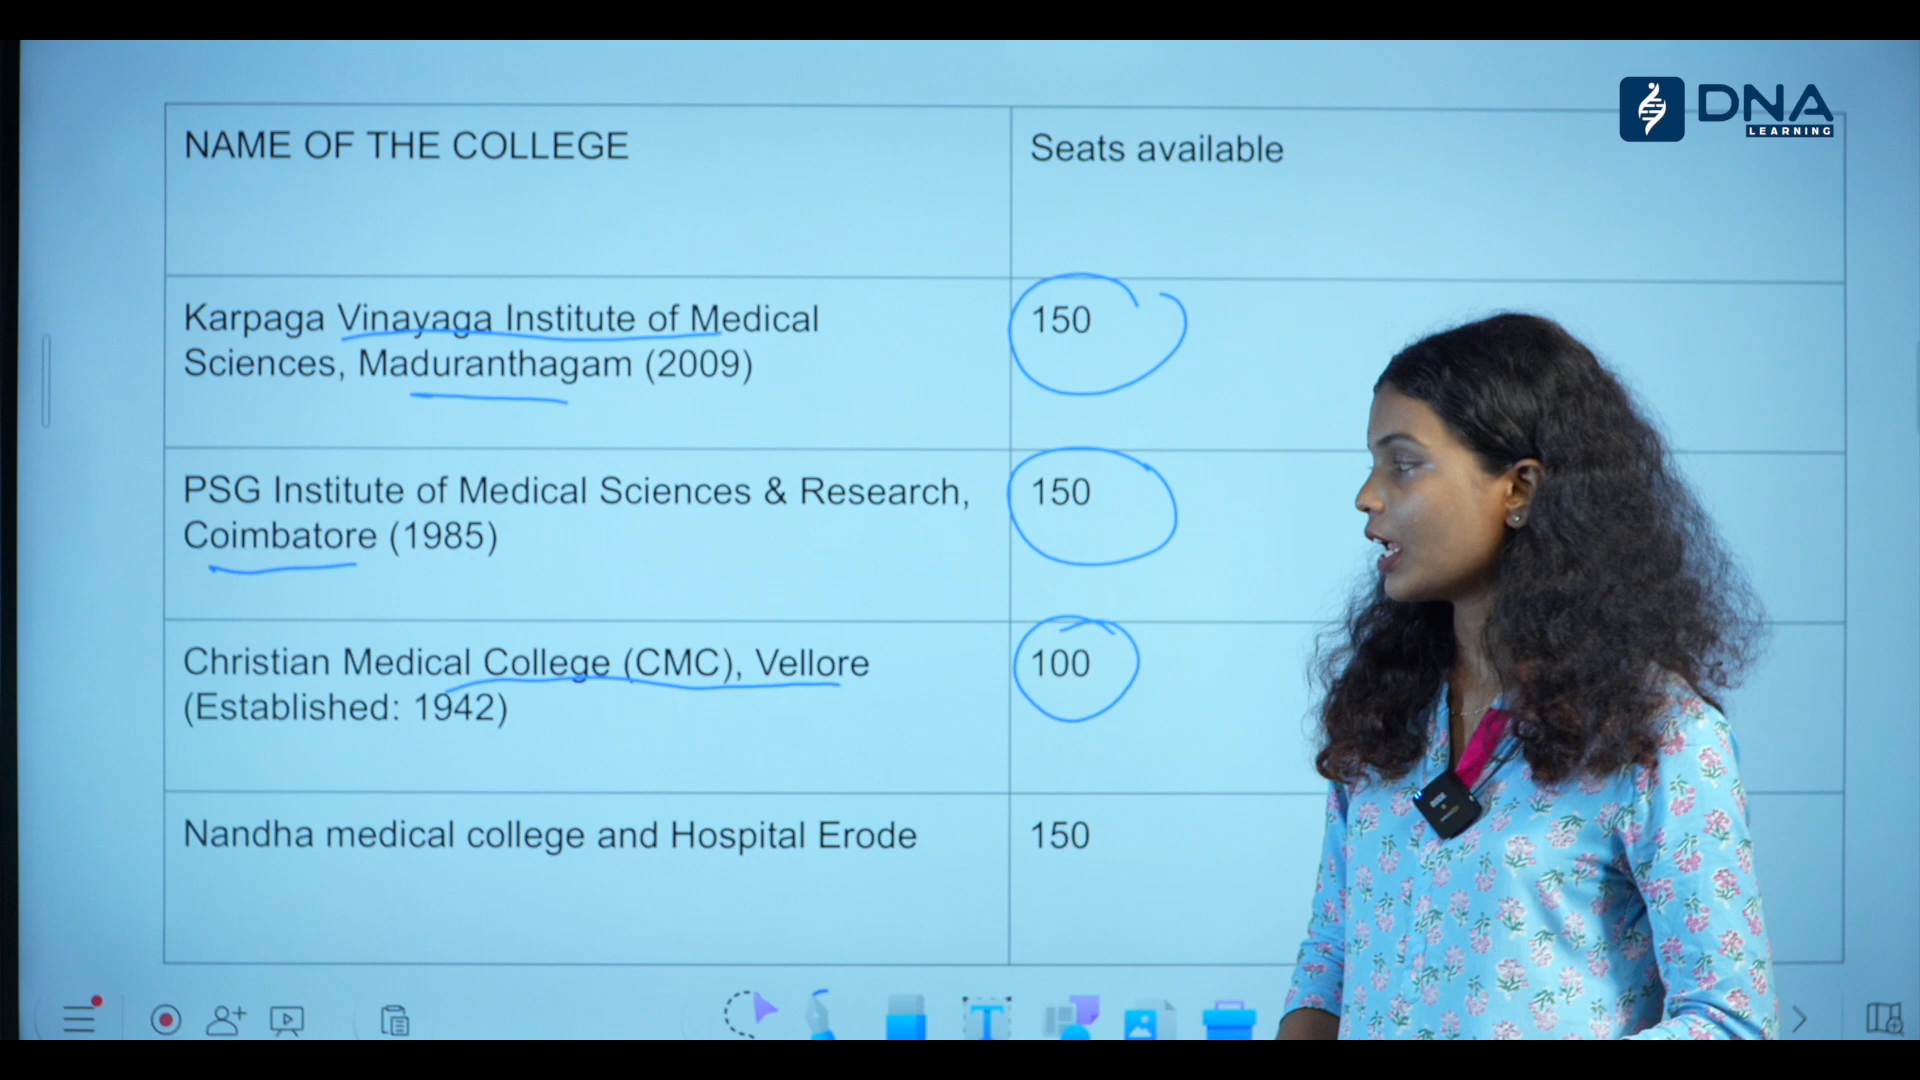 DNA
LEARNING
NAME OF THE COLLEGE
Seats available
Karpaga Vinayaga Institute of Medical
Sciences, Maduranthagam (2009)
150
PSG Institute of Medical Sciences & Research,
Coimbatore (1985)
150
Christian Medical College (CMC), Vellore
(Established: 1942)
100
Nandha medical college and Hospital Erode
150